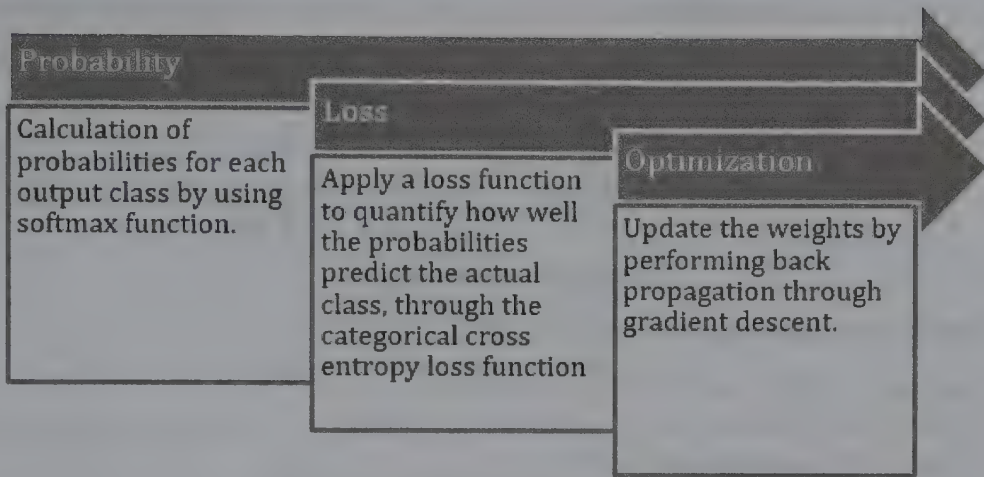 Probability
Calculation of
probabilities for each
output class by using
softmax function.
Loss
Apply a loss function
to quantify how well
the probabilities
predict the actual
class, through the
categorical cross
entropy loss function
Optimization
Update the weights by
performing back
propagation through
gradient descent.